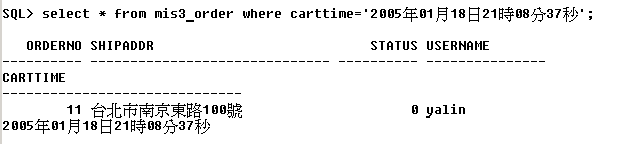 SQL> select * from mis3_order where carttime='2005年01月18日21時08分37秒';
ORDERNO SHIPADDR STATUS USERNAME
---------- ------------------------------ ---------- ---------------
CARTTIME
------------------------------
11 台北市南京東路100號 0 yalin
2005年01月18日21時08分37秒